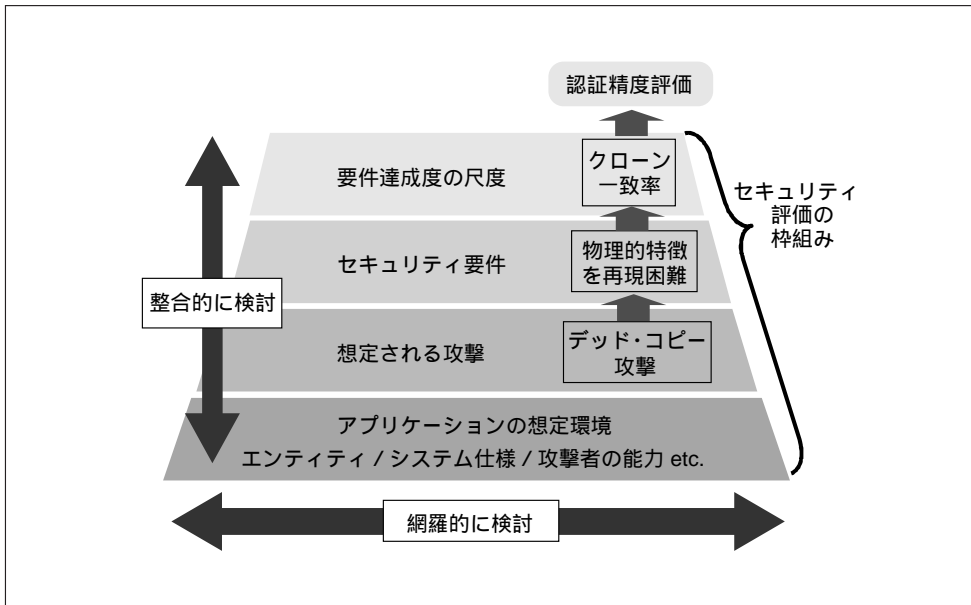 認証精度評価
要件達成度の尺度
クローン
一致率
セキュリティ
評価の
枠組み
セキュリティ要件
物理的特徴
を再現困難
整合的に検討
想定される攻撃
デッド・コピー
攻撃
アプリケーションの想定環境
エンティティ / システム仕様 / 攻撃者の能力 etc.
網羅的に検討